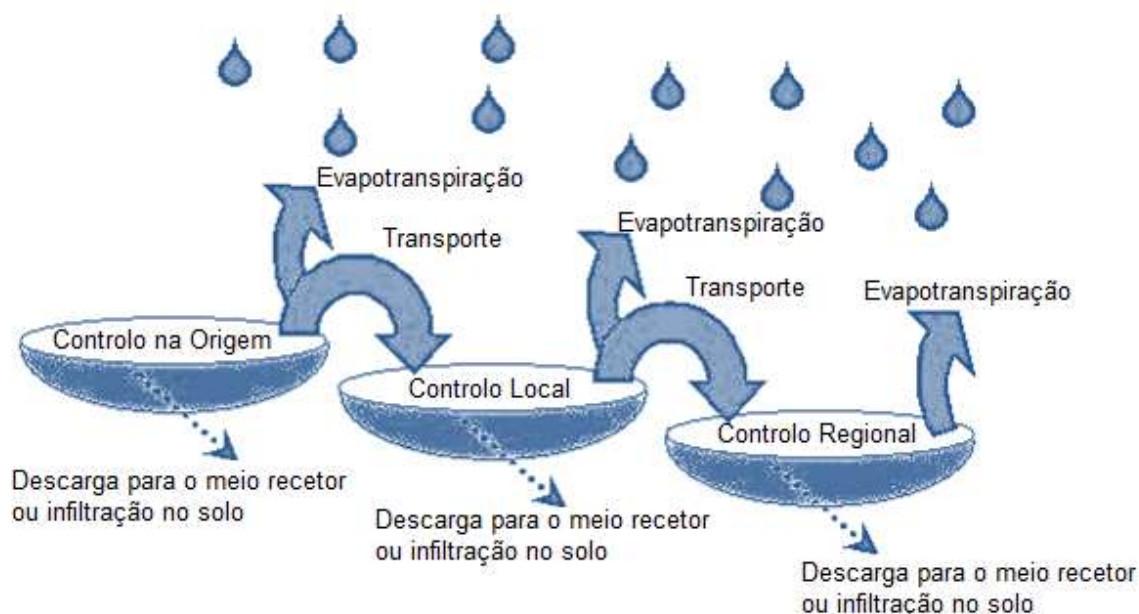 Evapotranspiração
Transporte
Evapotranspiração
Transporte
Evapotranspiração
Controlo na Origem
Controlo Local
Controlo Regional
Descarga para o meio recetor
ou infiltração no solo
Descarga para o meio recetor
ou infiltração no solo
Descarga para o meio recetor
ou infiltração no solo